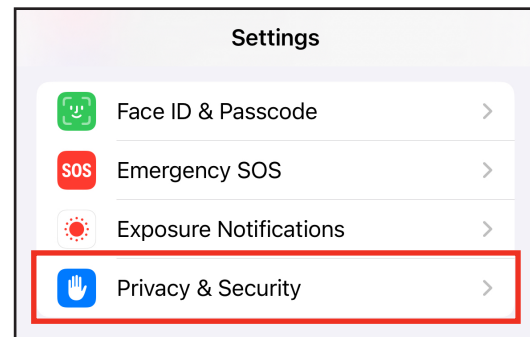 Settings
Face ID & Passcode
SOS Emergency SOS
Exposure Notifications
Privacy & Security